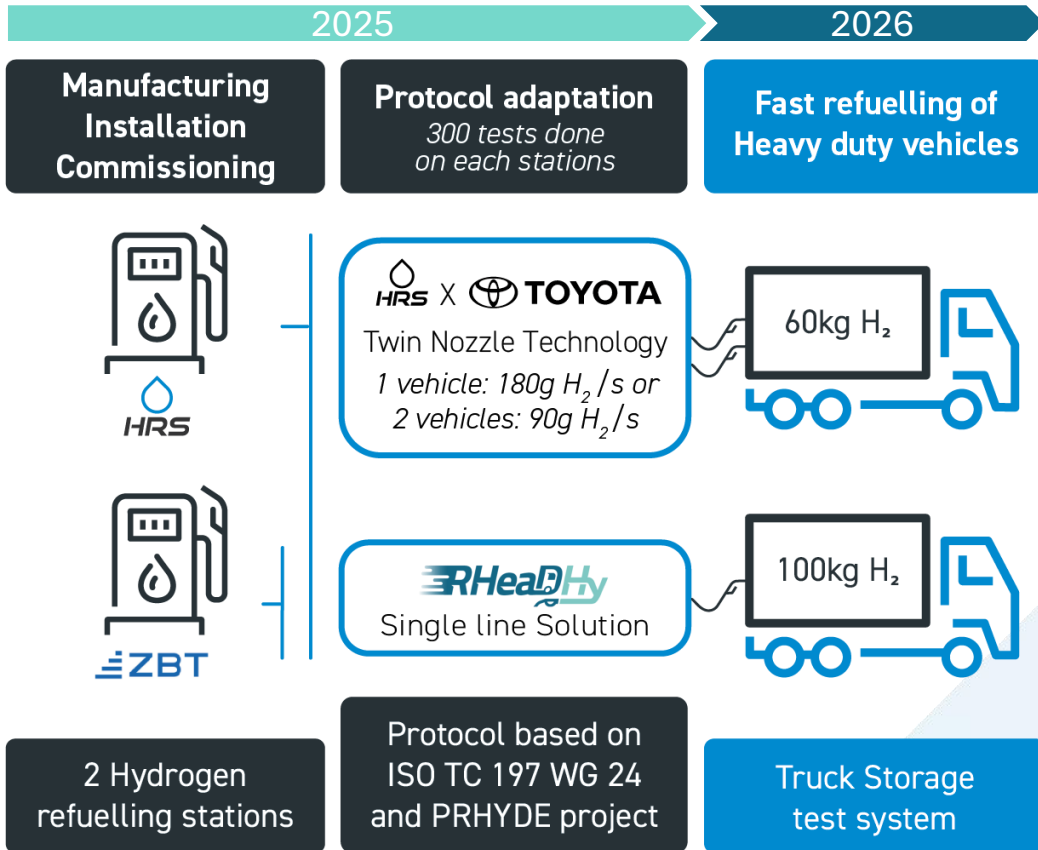 2025
2026
Manufacturing
Installation
Commissioning
Protocol adaptation
300 tests done
on each stations
Fast refuelling of
Heavy duty vehicles
HRS
HRS X TOYOTA
Twin Nozzle Technology
1 vehicle: 180g H₂/s or
2 vehicles: 90g H₂/s
60kg H₂
ZBT
RHeaDHy
Single line Solution
100kg H₂
2 Hydrogen
refuelling stations
Protocol based on
ISO TC 197 WG 24
and PRHYDE project
Truck Storage
test system